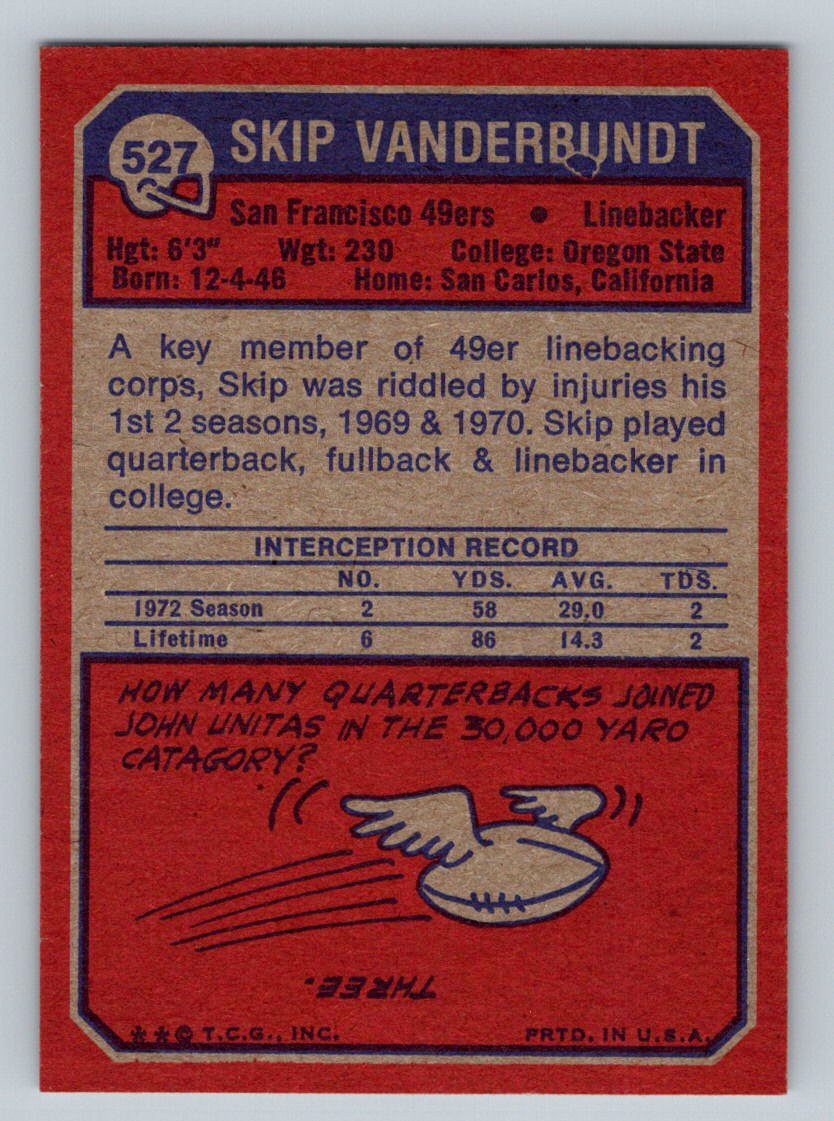 527
SKIP VANDERBUNDT
San Francisco 49ers • Linebacker
Hgt: 6'3" Wgt: 230 College: Oregon State
Born: 12-4-46 Home: San Carlos, California
A key member of 49er linebacking
corps, Skip was riddled by injuries his
1st 2 seasons, 1969 & 1970. Skip played
quarterback, fullback & linebacker in
college.
INTERCEPTION RECORD
NO. YDS. AVG. TDS.
1972 Season 2 58 29.0 2
Lifetime 6 86 14.3 2
HOW MANY QUARTERBACKS JOINED
JOHN UNITAS IN THE 30,000 YARD
CATAGORY?
THREE.
** © T.C.G., INC. PRTD. IN U.S.A.